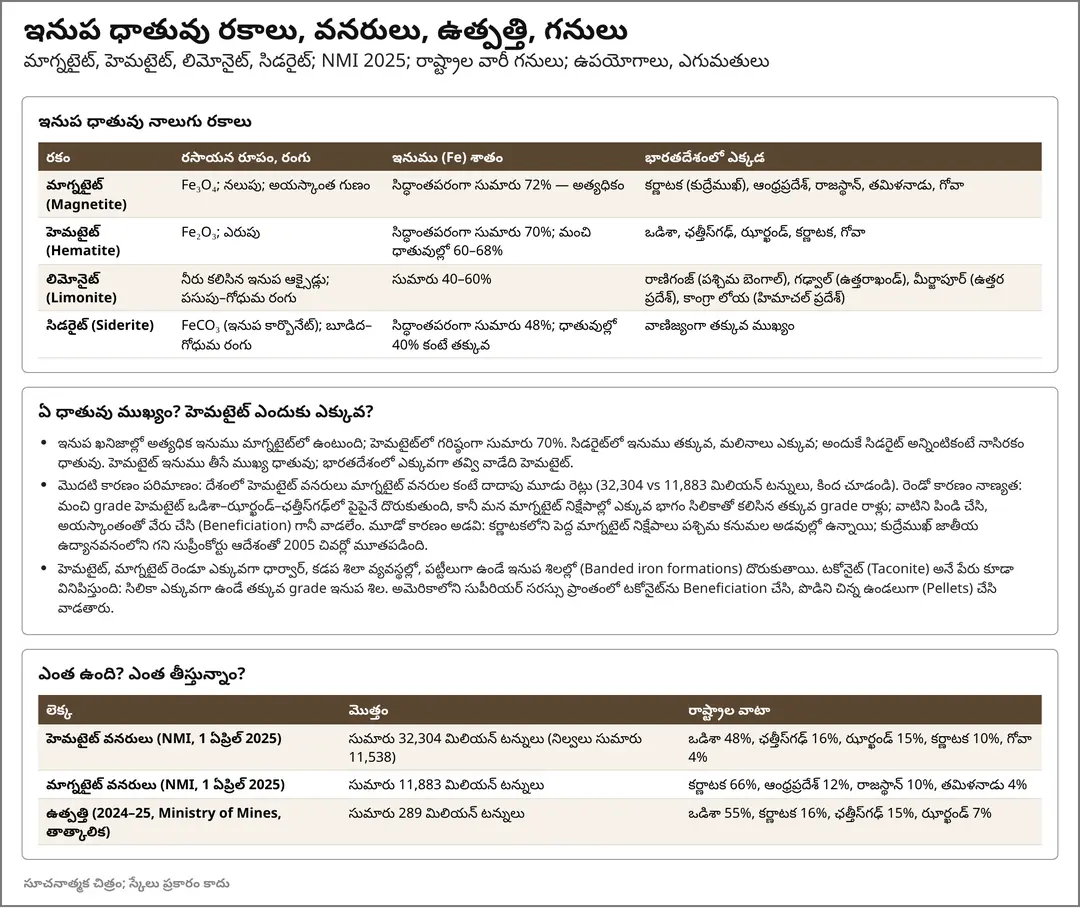 ఇనుప ధాతువు రకాలు, వనరులు, ఉత్పత్తి, గనులు
మాగ్నటైట్, హెమటైట్, లిమోనైట్, సిడరైట్; NMI 2025; రాష్ట్రాల వారీ గనులు; ఉపయోగాలు, ఎగుమతులు
ఇనుప ధాతువు నాలుగు రకాలు
రకం రసాయన రూపం, రంగు ఇనుము (Fe) శాతం భారతదేశంలో ఎక్కడ
మాగ్నటైట్ (Magnetite) Fe₃O₄; నలుపు; అయస్కాంత గుణం సిద్ధాంతపరంగా సుమారు 72% — అత్యధికం కర్ణాటక (కుద్రేముఖ్), ఆంధ్రప్రదేశ్, రాజస్థాన్, తమిళనాడు, గోవా
హెమటైట్ (Hematite) Fe₂O₃; ఎరుపు సిద్ధాంతపరంగా సుమారు 70%; మంచి ధాతువుల్లో 60–68% ఒడిశా, ఛత్తీస్‌గఢ్, ఝార్ఖండ్, కర్ణాటక, గోవా
లిమోనైట్ (Limonite) నీరు కలిసిన ఇనుప ఆక్సైడ్లు; పసుపు–గోధుమ రంగు సుమారు 40–60% రాణిగంజ్ (పశ్చిమ బెంగాల్), గఢ్వాల్ (ఉత్తరాఖండ్), మీర్జాపూర్ (ఉత్తర ప్రదేశ్), కాంగ్రా లోయ (హిమాచల్ ప్రదేశ్)
సిడరైట్ (Siderite) FeCO₃ (ఇనుప కార్బొనేట్); బూడిద–గోధుమ రంగు సిద్ధాంతపరంగా సుమారు 48%; ధాతువుల్లో 40% కంటే తక్కువ వాణిజ్యంగా తక్కువ ముఖ్యం
ఏ ధాతువు ముఖ్యం? హెమటైట్ ఎందుకు ఎక్కువ?
• ఇనుప ఖనిజాల్లో అత్యధిక ఇనుము మాగ్నటైట్‌లో ఉంటుంది; హెమటైట్‌లో గరిష్ఠంగా సుమారు 70%. సిడరైట్‌లో ఇనుము తక్కువ, మలినాలు ఎక్కువ; అందుకే సిడరైట్ అన్నింటికంటే నాసిరకం
ధాతువు. హెమటైట్ ఇనుము తీసే ముఖ్య ధాతువు; భారతదేశంలో ఎక్కువగా తవ్వి వాడేది హెమటైట్.
• మొదటి కారణం పరిమాణం: దేశంలో హెమటైట్ వనరులు మాగ్నటైట్ వనరుల కంటే దాదాపు మూడు రెట్లు (32,304 vs 11,883 మిలియన్ టన్నులు, కింద చూడండి). రెండో కారణం నాణ్యత:
మంచి grade హెమటైట్ ఒడిశా–ఝార్ఖండ్–ఛత్తీస్‌గఢ్‌లో పైపైనే దొరుకుతుంది, కానీ మన మాగ్నటైట్ నిక్షేపాల్లో ఎక్కువ భాగం సిలికాతో కలిసిన తక్కువ grade రాళ్లు; వాటిని పిండి చేసి,
అయస్కాంతంతో వేరు చేసి (Beneficiation) గానీ వాడలేం. మూడో కారణం అడవి: కర్ణాటకలోని పెద్ద మాగ్నటైట్ నిక్షేపాలు పశ్చిమ కనుమల అడవుల్లో ఉన్నాయి; కుద్రేముఖ్ జాతీయ
ఉద్యానవనంలోని గని సుప్రీంకోర్టు ఆదేశంతో 2005 చివర్లో మూతపడింది.
• హెమటైట్, మాగ్నటైట్ రెండూ ఎక్కువగా ధార్వార్, కడప శిలా వ్యవస్థల్లో, పట్టీలుగా ఉండే ఇనుప శిలల్లో (Banded iron formations) దొరుకుతాయి. టకోనైట్ (Taconite) అనే పేరు కూడా
వినిపిస్తుంది: సిలికా ఎక్కువగా ఉండే తక్కువ grade ఇనుప శిల. అమెరికాలోని సుపీరియర్ సరస్సు ప్రాంతంలో టకోనైట్‌ను Beneficiation చేసి, పొడిని చిన్న ఉండలుగా (Pellets) చేసి
వాడతారు.
ఎంత ఉంది? ఎంత తీస్తున్నాం?
లెక్క మొత్తం రాష్ట్రాల వాటా
హెమటైట్ వనరులు (NMI, 1 ఏప్రిల్ 2025) సుమారు 32,304 మిలియన్ టన్నులు (నిల్వలు సుమారు 11,538) ఒడిశా 48%, ఛత్తీస్‌గఢ్ 16%, ఝార్ఖండ్ 15%, కర్ణాటక 10%, గోవా 4%
మాగ్నటైట్ వనరులు (NMI, 1 ఏప్రిల్ 2025) సుమారు 11,883 మిలియన్ టన్నులు కర్ణాటక 66%, ఆంధ్రప్రదేశ్ 12%, రాజస్థాన్ 10%, తమిళనాడు 4%
ఉత్పత్తి (2024–25, Ministry of Mines, తాత్కాలిక) సుమారు 289 మిలియన్ టన్నులు ఒడిశా 55%, కర్ణాటక 16%, ఛత్తీస్‌గఢ్ 15%, ఝార్ఖండ్ 7%
సూచనాత్మక చిత్రం; స్కేలు ప్రకారం కాదు